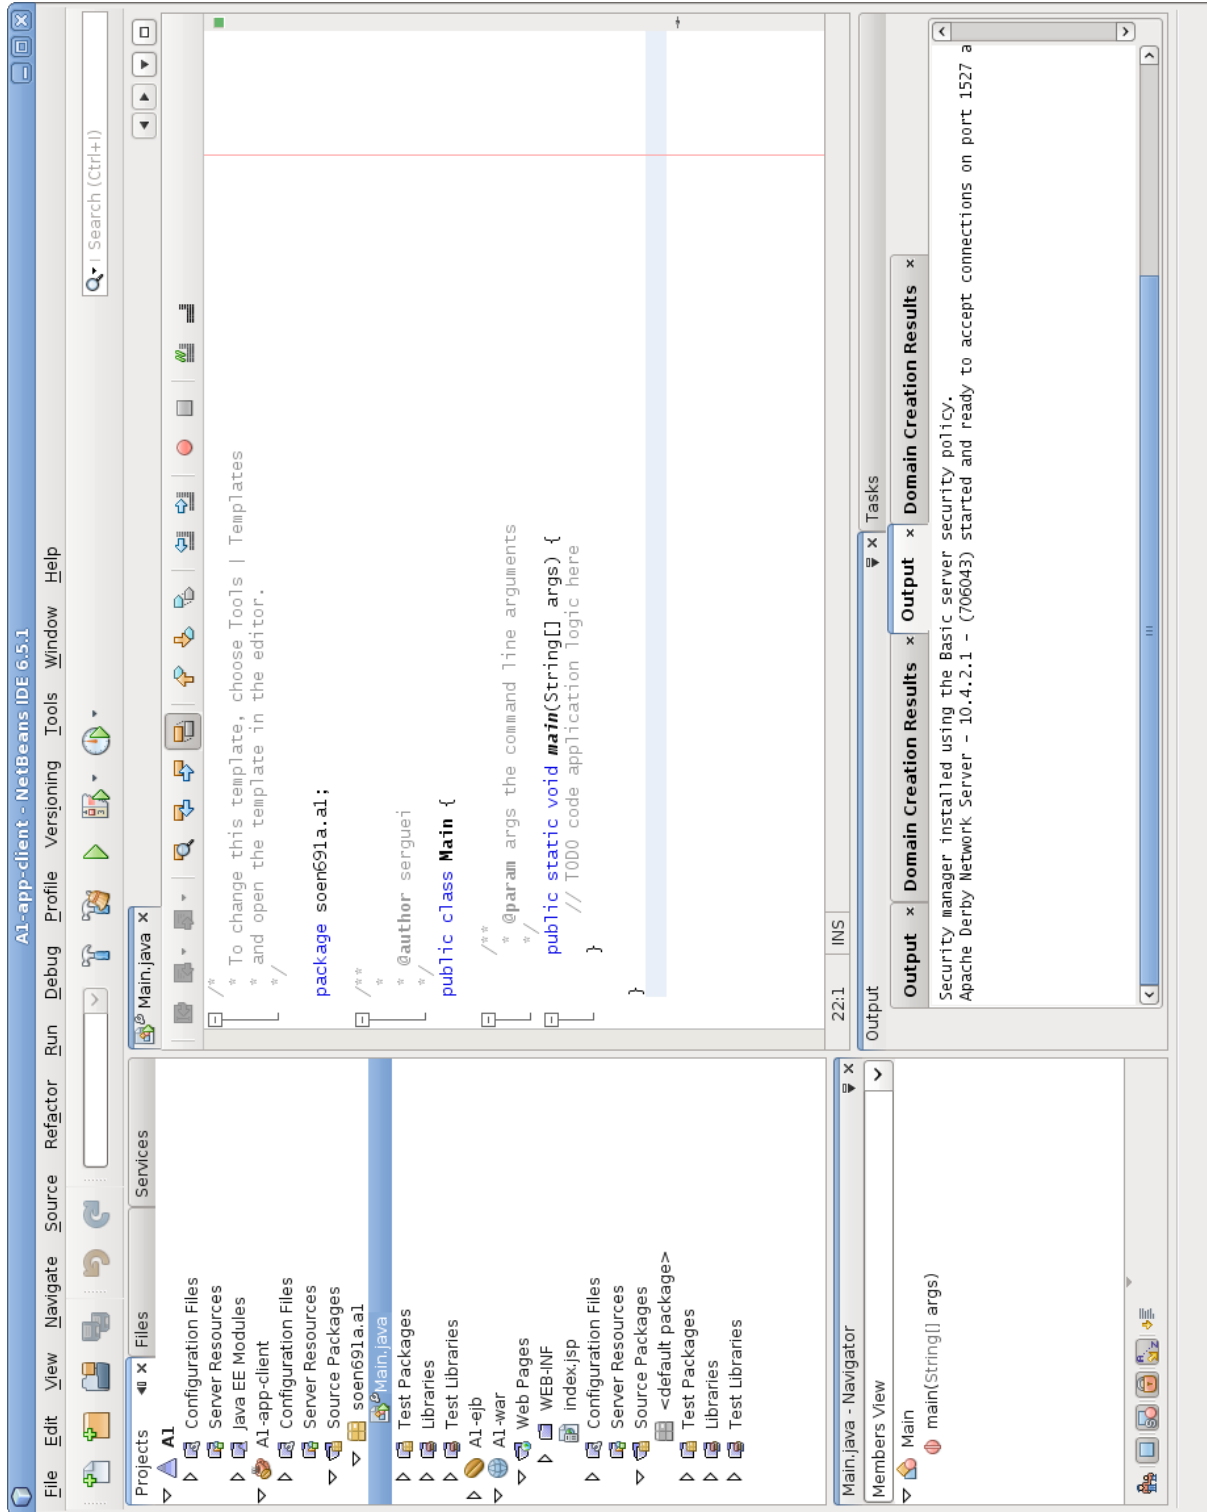 A1-app-client - NetBeans IDE 6.5.1
File Edit View Navigate Source Refactor Run Debug Profile Versioning Tools Window Help
Search (Ctrl+I)
Projects Files Services
A1
Configuration Files
Server Resources
Java EE Modules
A1-app-client
Configuration Files
Server Resources
Source Packages
soen691a.a1
Main.java
Test Packages
Libraries
Test Libraries
A1-ejb
A1-war
Web Pages
WEB-INF
index.jsp
Configuration Files
Server Resources
Source Packages
<default package>
Test Packages
Libraries
Test Libraries
Main.java - Navigator
Members View
Main
main(String[] args)
Main.java
/*
 * To change this template, choose Tools | Templates
 * and open the template in the editor.
 */
package soen691a.a1;
/**
 *
 * @author serguei
 */
public class Main {
/**
 * @param args the command line arguments
 */
public static void main(String[] args) {
// TODO code application logic here
}
}
22:1 INS
Output Tasks
Output Domain Creation Results Output Domain Creation Results
Security manager installed using the Basic server security policy.
Apache Derby Network Server - 10.4.2.1 - (706043) started and ready to accept connections on port 1527 a